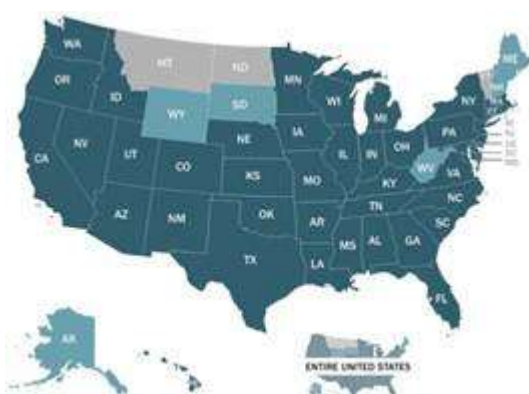 WA
MT
ND
MN
ME
OR
ID
WY
SD
WI
MI
NY
NV
UT
CO
NE
IA
IL
IN
OH
PA
CA
KS
MO
KY
WV
VA
AZ
NM
OK
AR
TN
NC
SC
TX
LA
MS
AL
GA
FL
AK
ENTIRE UNITED STATES